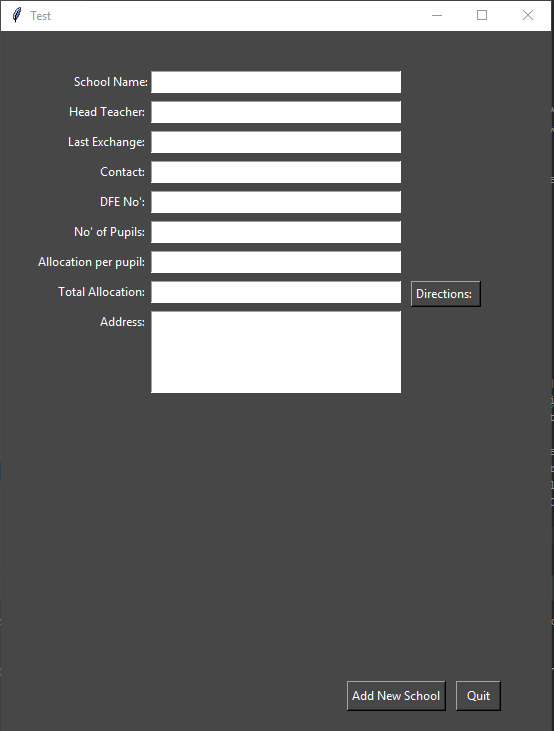 Test
School Name:
Head Teacher:
Last Exchange:
Contact:
DFE No':
No' of Pupils:
Allocation per pupil:
Total Allocation: Directions:
Address:
Add New School Quit